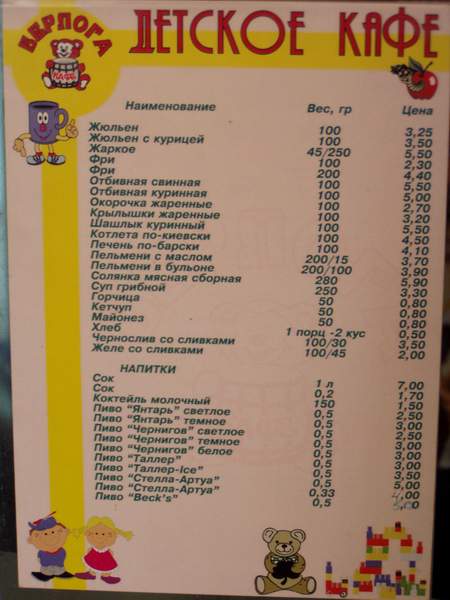 БЕРЛОГА
КАФЕ
ДЕТСКОЕ КАФЕ
Наименование Вес, гр Цена
Жюльен 100 3,25
Жюльен с курицей 100 3,50
Жаркое 45/250 5,50
Фри 100 2,30
Фри 200 4,40
Отбивная свинная 100 5,50
Отбивная куринная 100 5,00
Окорочка жаренные 100 2,70
Крылышки жаренные 100 3,20
Шашлык куринный 100 5,50
Котлета по-киевски 100 4,50
Печень по-барски 100 4,10
Пельмени с маслом 200/15 3,70
Пельмени в бульоне 200/100 3,90
Солянка мясная сборная 280 5,90
Суп грибной 250 3,30
Горчица 50 0,80
Кетчуп 50 0,80
Майонез 50 0,80
Хлеб 1 порц -2 кус 0,50
Чернослив со сливками 100/30 3,50
Желе со сливками 100/45 2,00
НАПИТКИ
Сок 1 л 7,00
Сок 0,2 1,70
Коктейль молочный 150 1,50
Пиво "Янтарь" светлое 0,5 2,50
Пиво "Янтарь" темное 0,5 3,00
Пиво "Чернигов" светлое 0,5 2,50
Пиво "Чернигов" темное 0,5 3,00
Пиво "Чернигов" белое 0,5 3,00
Пиво "Таллер" 0,5 3,00
Пиво "Таллер-Ice" 0,5 3,50
Пиво "Стелла-Артуа" 0,5 5,00
Пиво "Стелла-Артуа" 0,33 4,00
Пиво "Beck's" 0,5